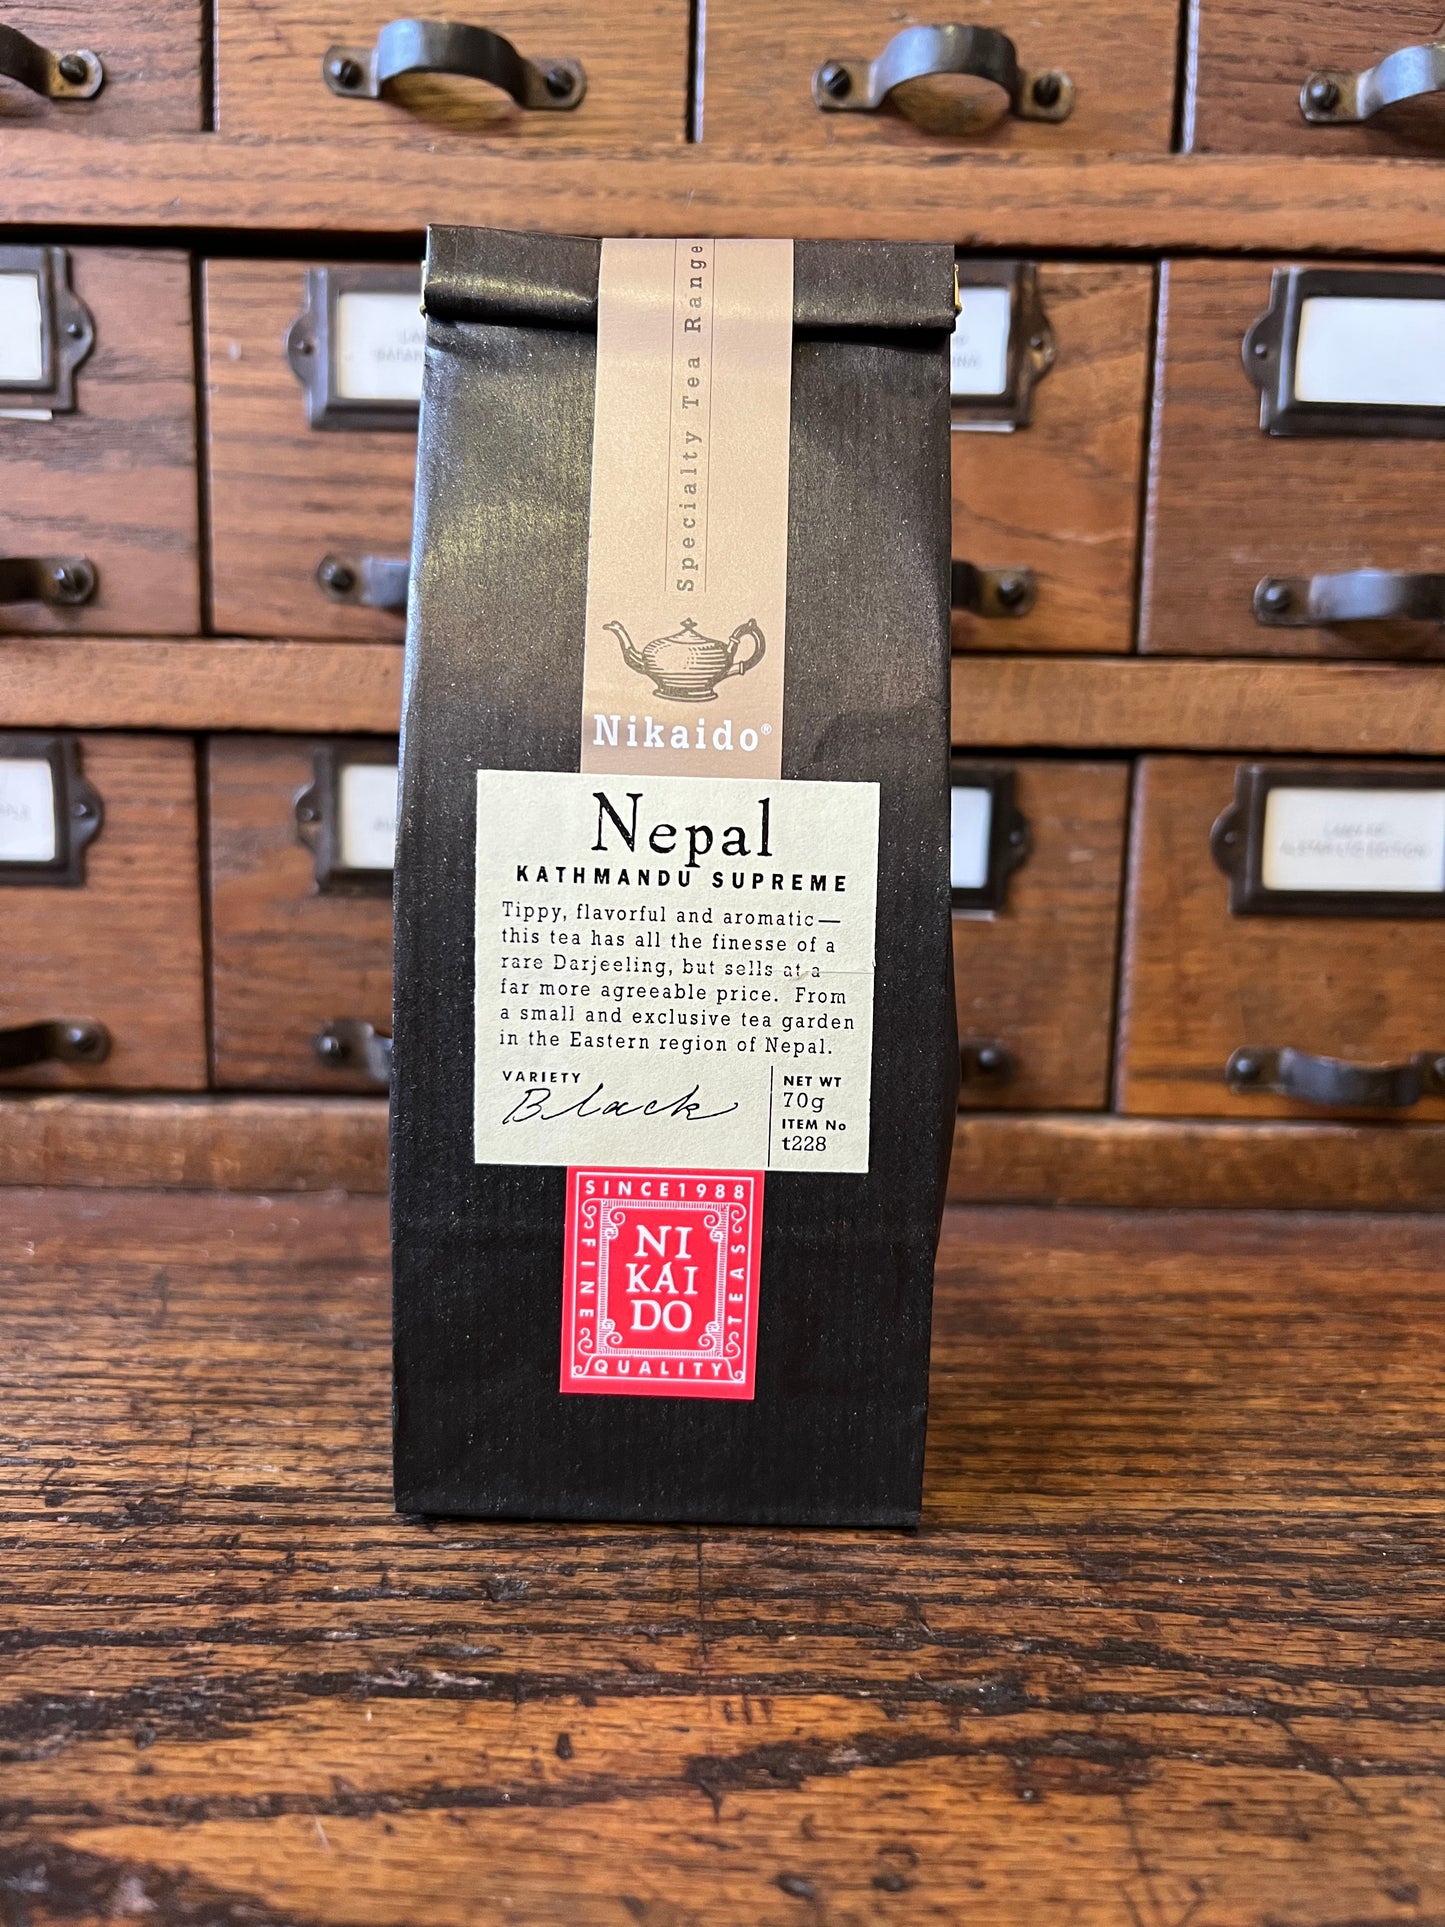 Specialty Tea Range
Nikaido®
Nepal
KATHMANDU SUPREME
Tippy, flavorful and aromatic—
this tea has all the finesse of a
rare Darjeeling, but sells at a
far more agreeable price. From
a small and exclusive tea garden
in the Eastern region of Nepal.
VARIETY
Black
NET WT
70g
ITEM No
t228
SINCE 1988
FINE
TEAS
NI
KAI
DO
QUALITY